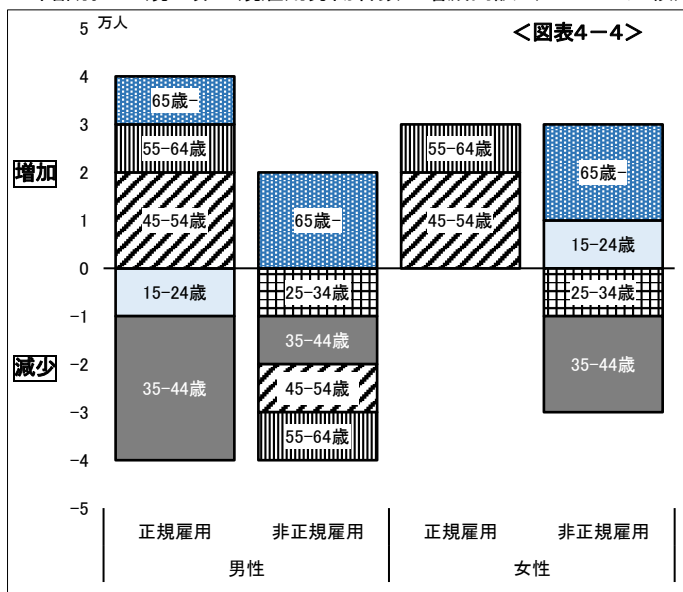 5 万人
＜図表4－4＞
4
3
2
1
0
-1
-2
-3
-4
-5
増加
減少
65歳-
55-64歳
45-54歳
15-24歳
35-44歳
65歳-
25-34歳
35-44歳
45-54歳
55-64歳
55-64歳
45-54歳
65歳-
15-24歳
25-34歳
35-44歳
正規雇用 非正規雇用 正規雇用 非正規雇用
男性 女性